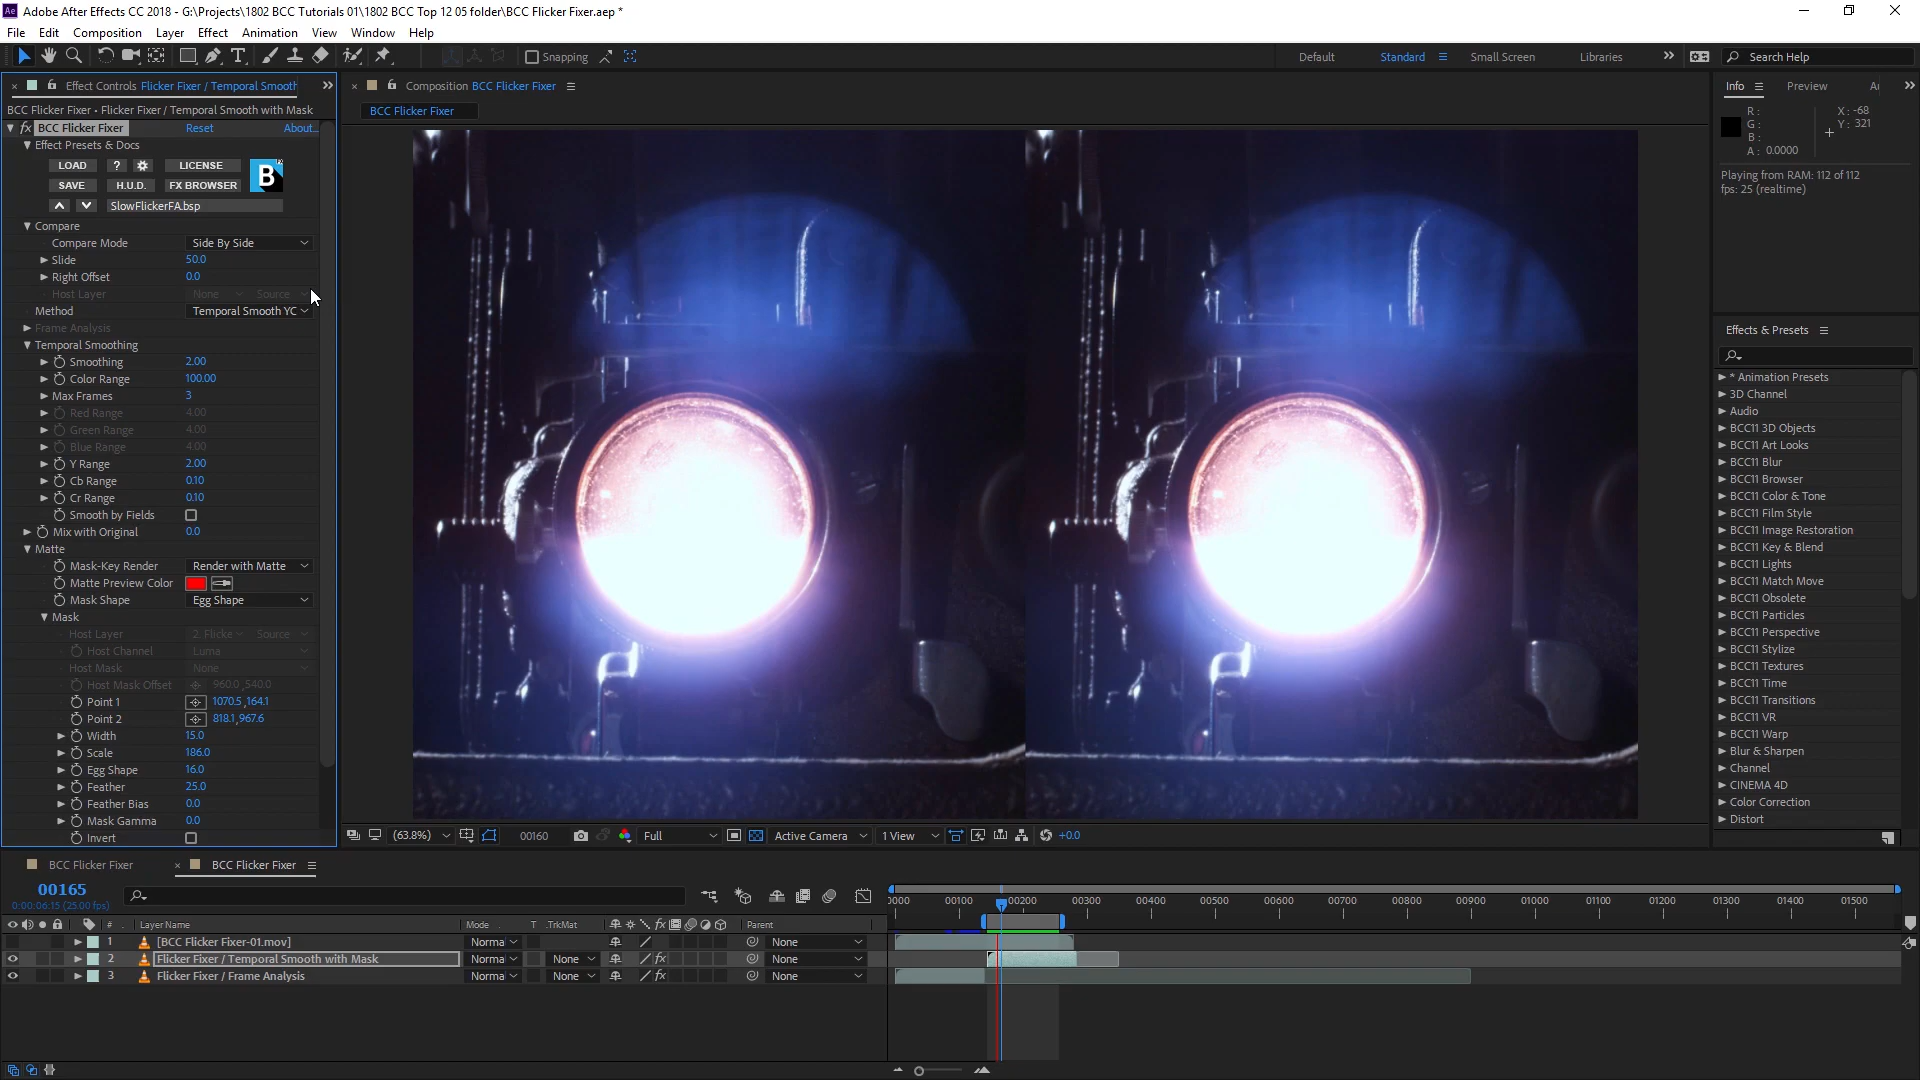 Ae Adobe After Effects CC 2018 - G:\Projects\1802 BCC Tutorials 01\1802 BCC Top 12 05 folder\BCC Flicker Fixer.aep *
File Edit Composition Layer Effect Animation View Window Help
Snapping
Default Standard Small Screen Libraries Search Help
Effect Controls Flicker Fixer / Temporal Smooth
BCC Flicker Fixer • Flicker Fixer / Temporal Smooth with Mask
fx BCC Flicker Fixer Reset About...
Effect Presets & Docs
LOAD ? LICENSE
B
SAVE H.U.D. FX BROWSER
SlowFlickerFA.bsp
Compare
Compare Mode Side By Side
Slide 50.0
Right Offset 0.0
Host Layer None Source
Method Temporal Smooth YC
Frame Analysis
Temporal Smoothing
Smoothing 2.00
Color Range 100.00
Max Frames 3
Red Range 4.00
Green Range 4.00
Blue Range 4.00
Y Range 2.00
Cb Range 0.10
Cr Range 0.10
Smooth by Fields
Mix with Original 0.0
Matte
Mask-Key Render Render with Matte
Matte Preview Color
Mask Shape Egg Shape
Mask
Host Layer 2. Flicke Source
Host Channel Luma
Host Mask None
Host Mask Offset 960.0,540.0
Point 1 1070.5,164.1
Point 2 818.1,967.6
Width 15.0
Scale 186.0
Egg Shape 16.0
Feather 25.0
Feather Bias 0.0
Mask Gamma 0.0
Invert
Composition BCC Flicker Fixer
BCC Flicker Fixer
(63.8%) 00160 Full Active Camera 1 View +0.0
Info Preview
R: X: -68
G: Y: 321
B:
A: 0.0000
Playing from RAM: 112 of 112
fps: 25 (realtime)
Effects & Presets
* Animation Presets
3D Channel
Audio
BCC11 3D Objects
BCC11 Art Looks
BCC11 Blur
BCC11 Browser
BCC11 Color & Tone
BCC11 Film Style
BCC11 Image Restoration
BCC11 Key & Blend
BCC11 Lights
BCC11 Match Move
BCC11 Obsolete
BCC11 Particles
BCC11 Perspective
BCC11 Stylize
BCC11 Textures
BCC11 Time
BCC11 Transitions
BCC11 VR
BCC11 Warp
Blur & Sharpen
Channel
CINEMA 4D
Color Correction
Distort
BCC Flicker Fixer BCC Flicker Fixer
00165
0:00:06:15 (25.00 fps)
# Layer Name Mode T .TrkMat fx Parent
1 [BCC Flicker Fixer-01.mov] Norma None
2 Flicker Fixer / Temporal Smooth with Mask Norma None fx None
3 Flicker Fixer / Frame Analysis Norma None fx None
0000 00100 00200 00300 00400 00500 00600 00700 00800 00900 01000 01100 01200 01300 01400 01500